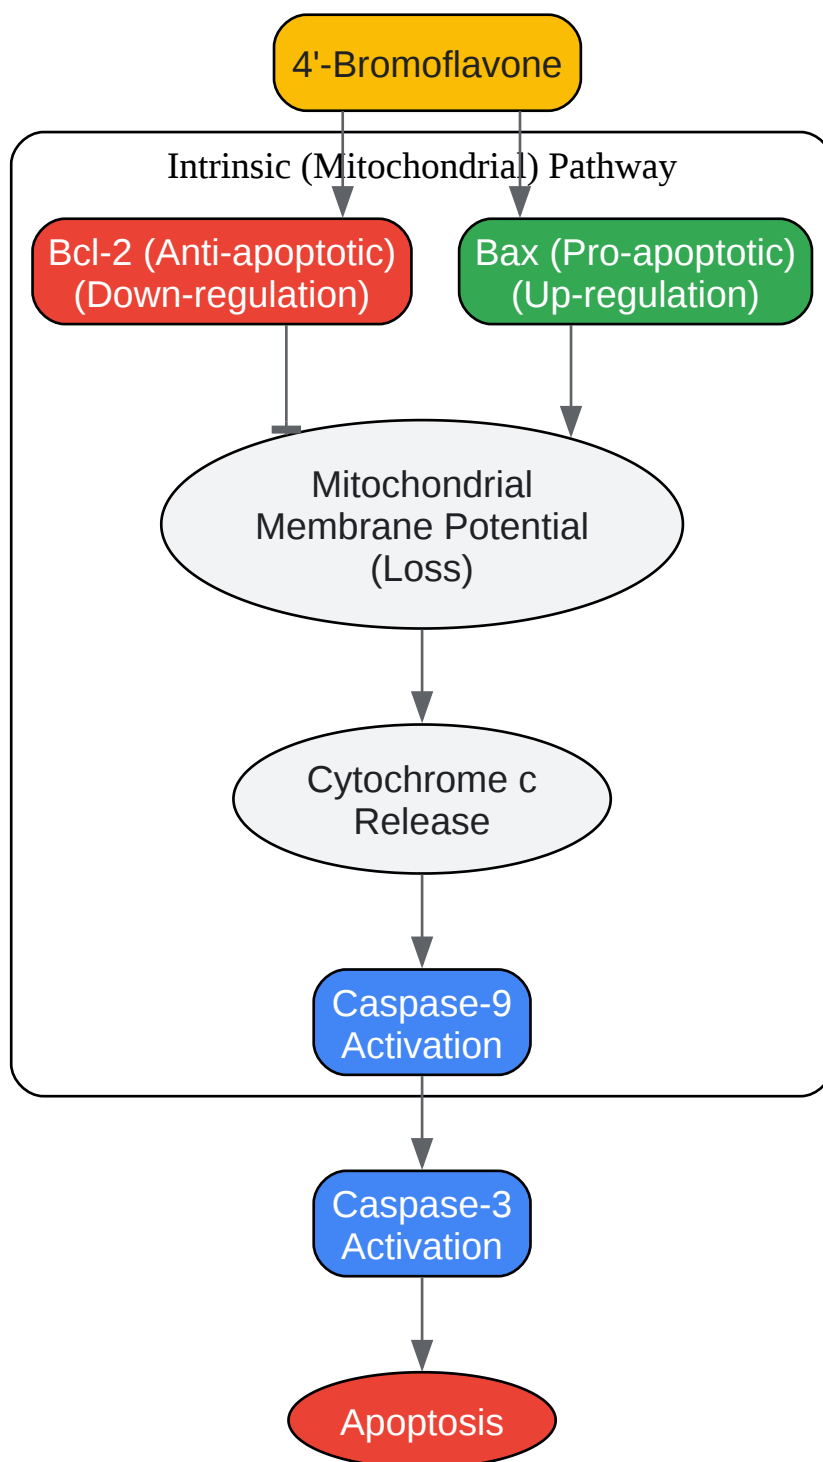 4'-Bromoflavone
Intrinsic (Mitochondrial) Pathway
Bcl-2 (Anti-apoptotic)
(Down-regulation)
Bax (Pro-apoptotic)
(Up-regulation)
Mitochondrial
Membrane Potential
(Loss)
Cytochrome c
Release
Caspase-9
Activation
Caspase-3
Activation
Apoptosis